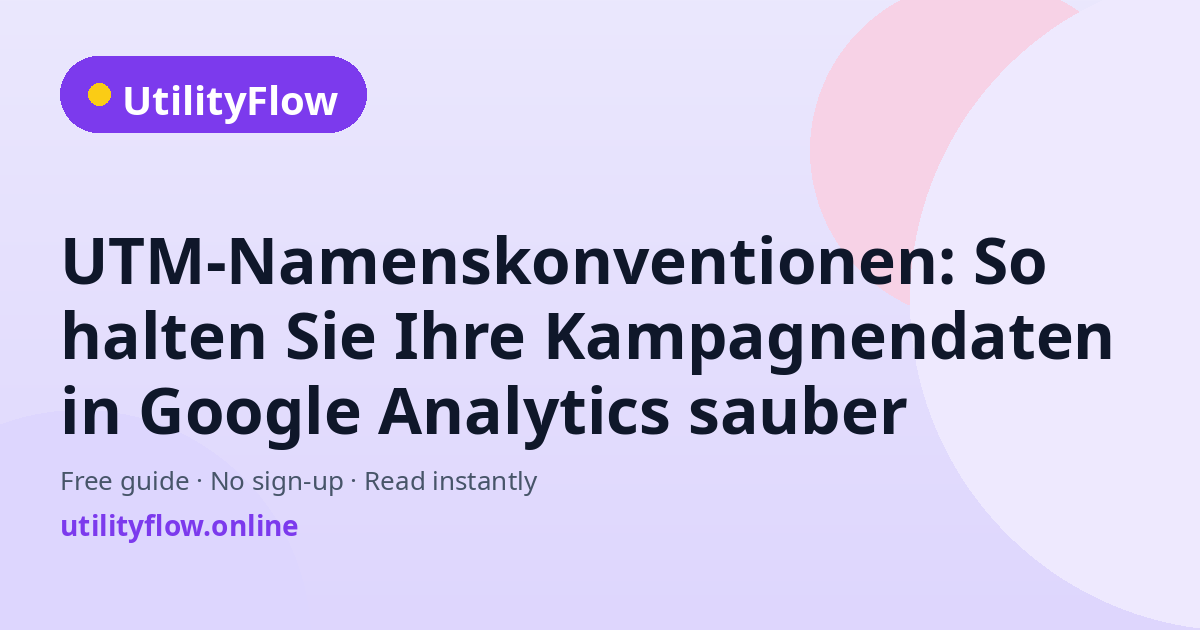 UtilityFlow
UTM-Namenskonventionen: So
halten Sie Ihre Kampagnendaten
in Google Analytics sauber
Free guide · No sign-up · Read instantly
utilityflow.online